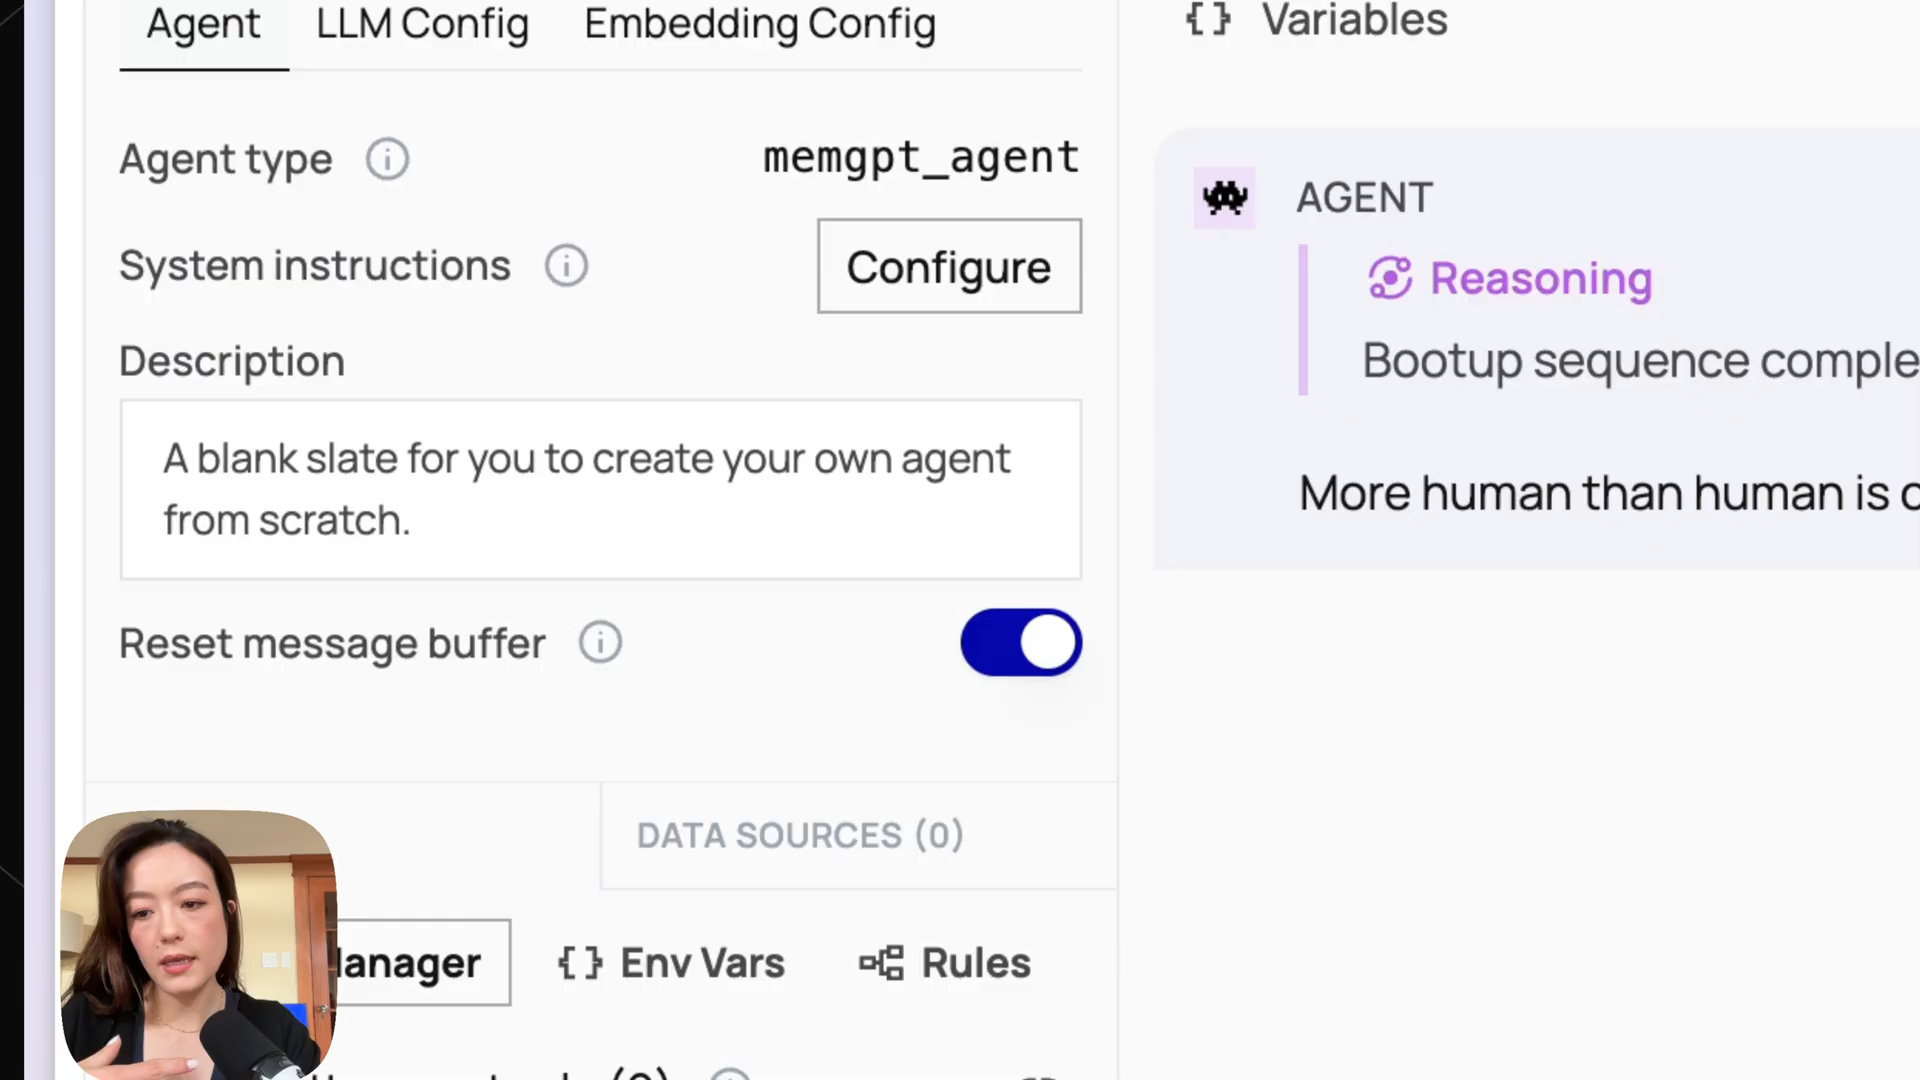 Agent
LLM Config
Embedding Config
Agent type
memgpt_agent
System instructions
Configure
Description
A blank slate for you to create your own agent
from scratch.
Reset message buffer
DATA SOURCES (0)
{} Env Vars
Rules
{} Variables
AGENT
Reasoning
Bootup sequence comple
More human than human is